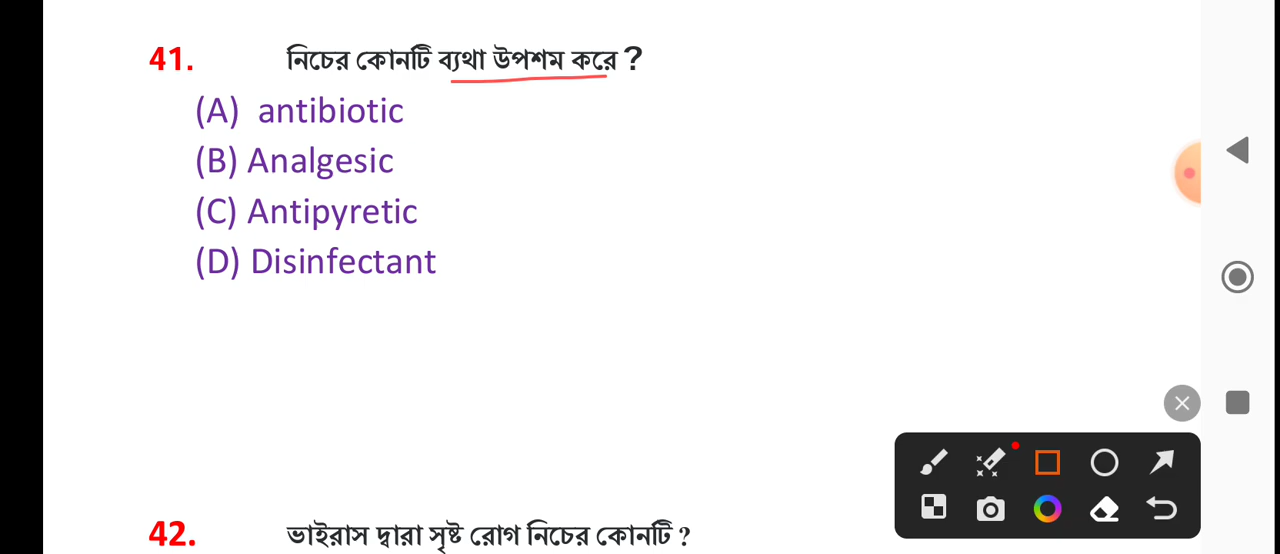 41. নিচের কোনটি ব্যথা উপশম করে ?
(A) antibiotic
(B) Analgesic
(C) Antipyretic
(D) Disinfectant
42. ভাইরাস দ্বারা সৃষ্ট রোগ নিচের কোনটি ?